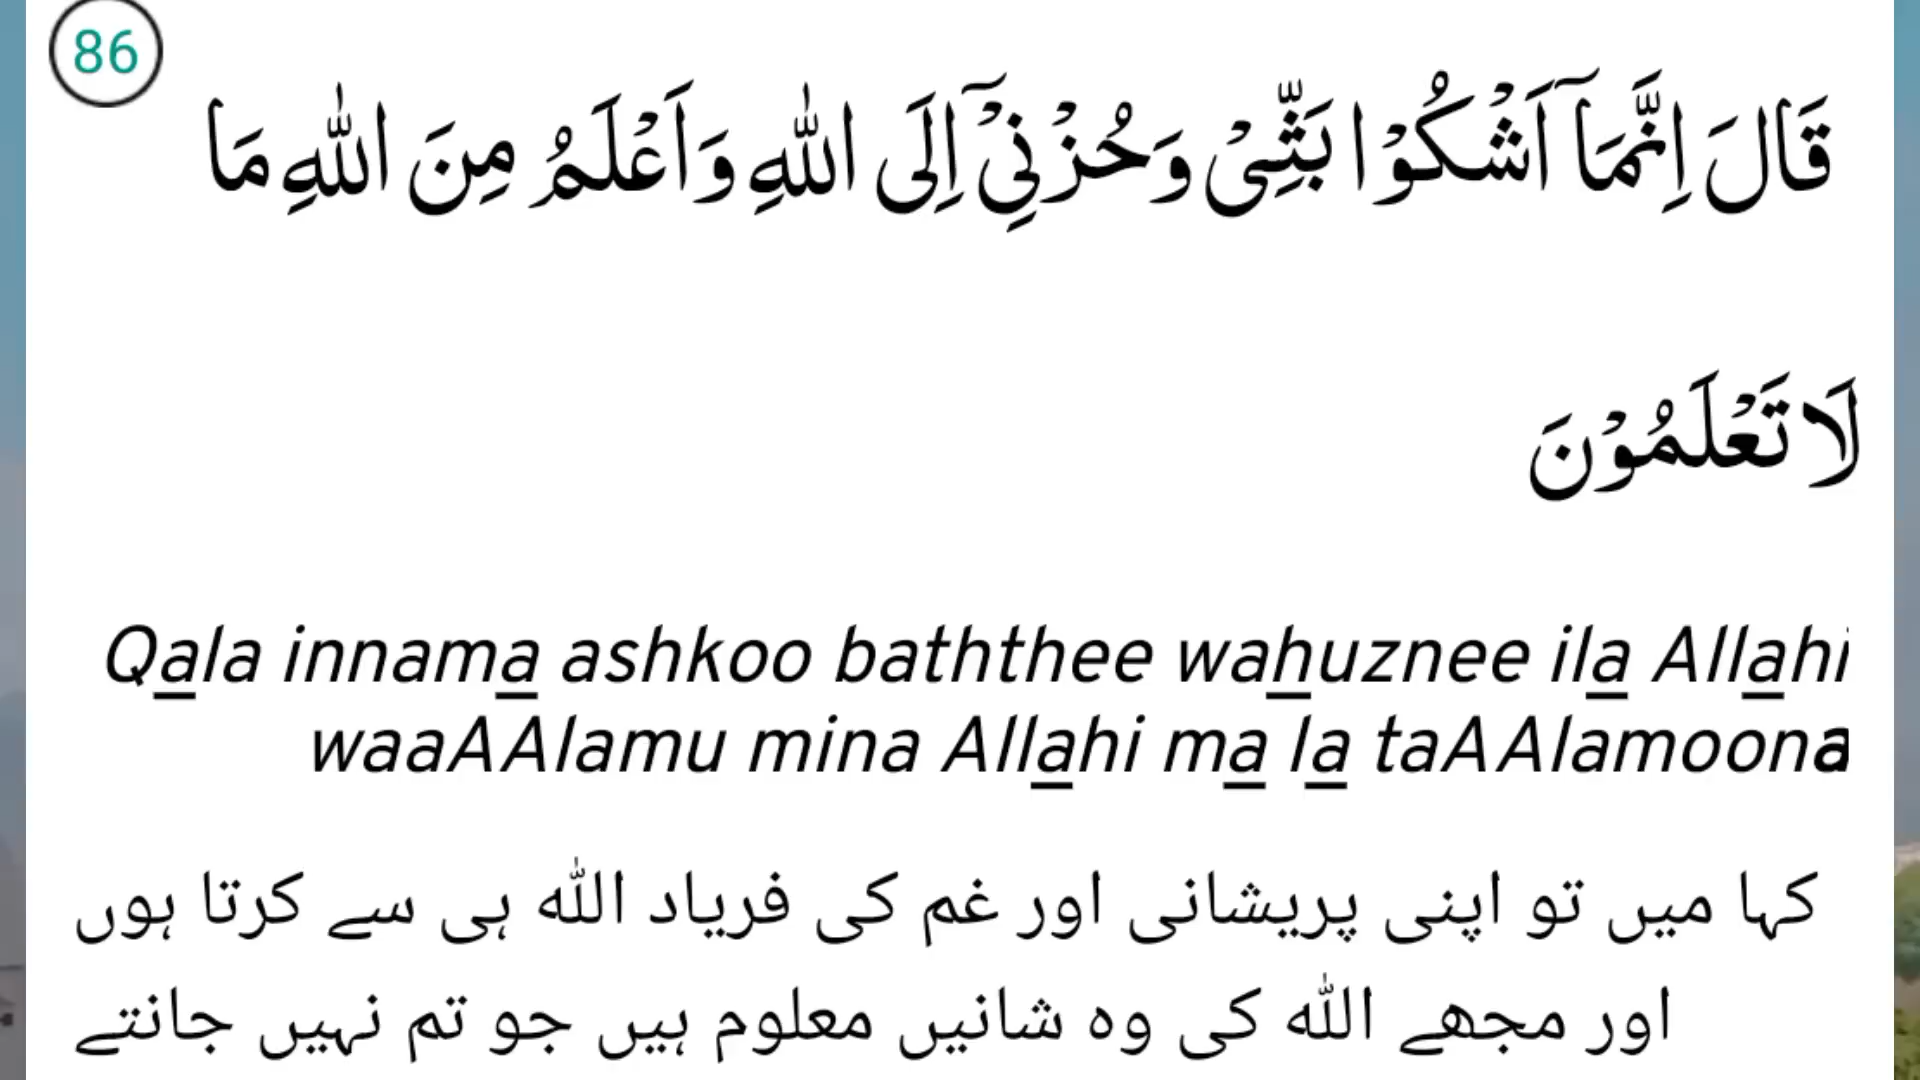 86
قَالَ اِنَّمَاۤ اَشْكُوْا بَثِّیْ وَحُزْنِیْۤ اِلَی اللّٰهِ وَاَعْلَمُ مِنَ اللّٰهِ مَا
لَا تَعْلَمُوْنَ
Qala innama ashkoo baththee wahuznee ila Allahi
waaAAlamu mina Allahi ma la taAAlamoona
کہا میں تو اپنی پریشانی اور غم کی فریاد اللہ ہی سے کرتا ہوں
اور مجھے اللہ کی وہ شانیں معلوم ہیں جو تم نہیں جانتے